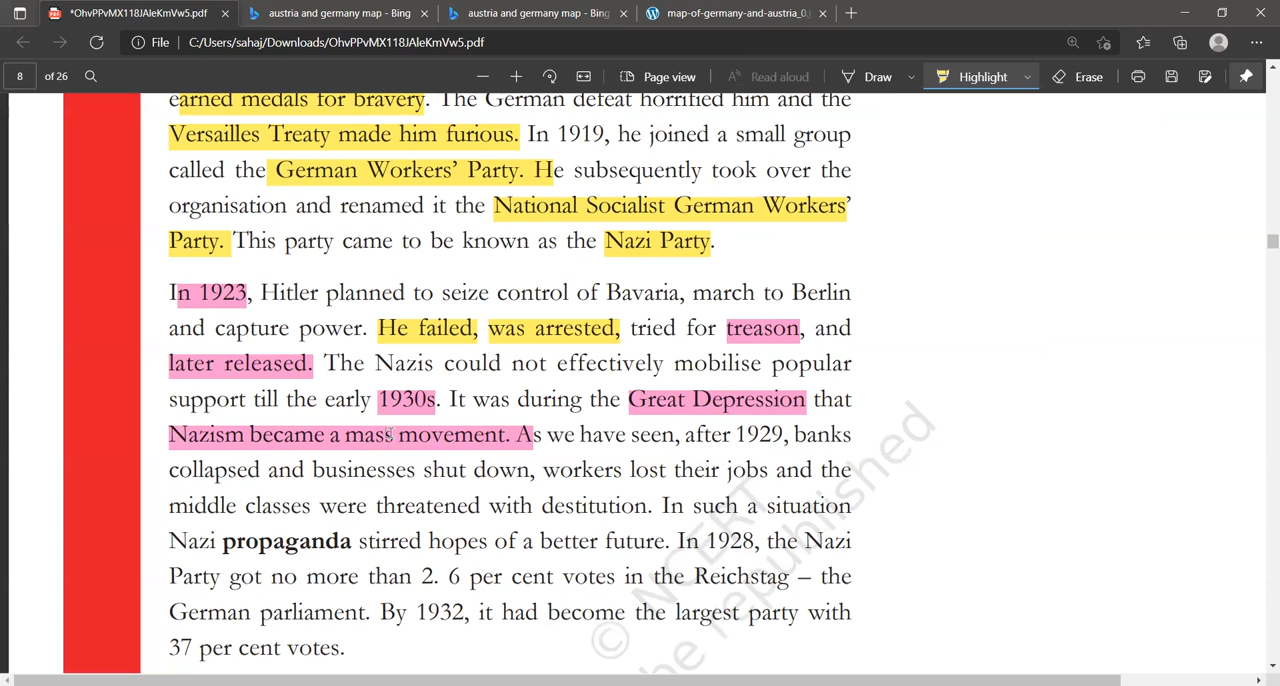 *OhvPPvMX118JAleKmVw5.pdf
austria and germany map - Bing
austria and germany map - Bing
map-of-germany-and-austria_0.j
File
C:/Users/sahaj/Downloads/OhvPPvMX118JAleKmVw5.pdf
8 of 26
Page view
Read aloud
Draw
Highlight
Erase
earned medals for bravery. The German defeat horrified him and the
Versailles Treaty made him furious. In 1919, he joined a small group
called the German Workers’ Party. He subsequently took over the
organisation and renamed it the National Socialist German Workers’
Party. This party came to be known as the Nazi Party.
In 1923, Hitler planned to seize control of Bavaria, march to Berlin
and capture power. He failed, was arrested, tried for treason, and
later released. The Nazis could not effectively mobilise popular
support till the early 1930s. It was during the Great Depression that
Nazism became a mass movement. As we have seen, after 1929, banks
collapsed and businesses shut down, workers lost their jobs and the
middle classes were threatened with destitution. In such a situation
Nazi propaganda stirred hopes of a better future. In 1928, the Nazi
Party got no more than 2. 6 per cent votes in the Reichstag – the
German parliament. By 1932, it had become the largest party with
37 per cent votes.
© NCERT
be republished